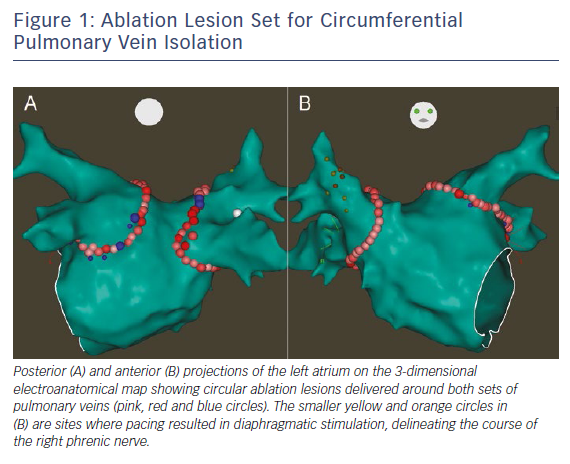 Figure 1: Ablation Lesion Set for Circumferential
Pulmonary Vein Isolation
A
B
Posterior (A) and anterior (B) projections of the left atrium on the 3-dimensional
electroanatomical map showing circular ablation lesions delivered around both sets of
pulmonary veins (pink, red and blue circles). The smaller yellow and orange circles in
(B) are sites where pacing resulted in diaphragmatic stimulation, delineating the course of
the right phrenic nerve.